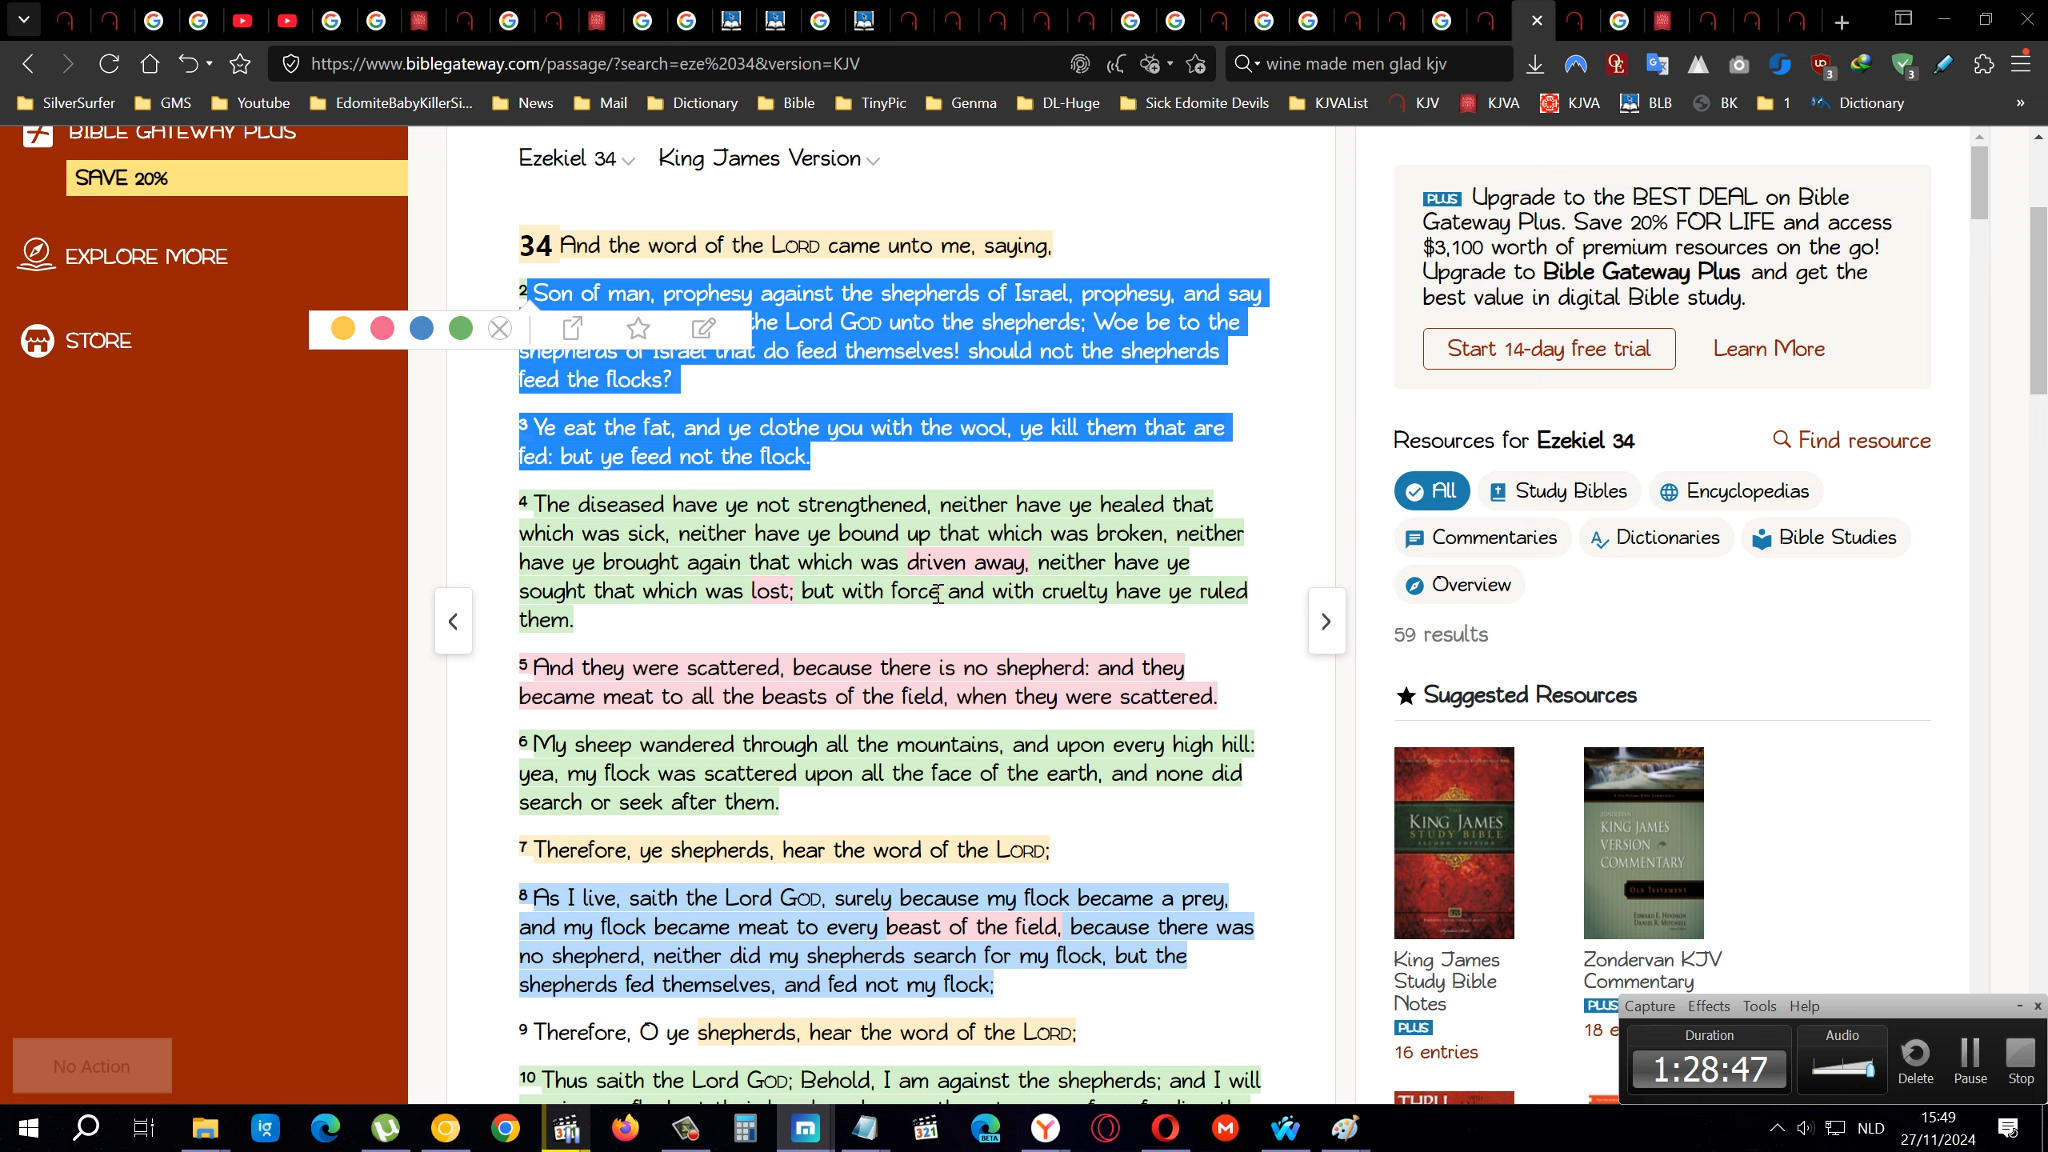 https://www.biblegateway.com/passage/?search=eze%2034&version=KJV
wine made men glad kjv
3
3
SilverSurfer
GMS
Youtube
EdomiteBabyKillerSi...
News
Mail
Dictionary
Bible
TinyPic
Genma
DL-Huge
Sick Edomite Devils
KJVAList
KJV
KJVA
KJVA
BLB
BK
1
Dictionary
»
BIBLE GATEWAY PLUS
SAVE 20%
EXPLORE MORE
STORE
No Action
Ezekiel 34
King James Version
34 And the word of the LORD came unto me, saying,
2 Son of man, prophesy against the shepherds of Israel, prophesy, and say
the Lord GOD unto the shepherds; Woe be to the
shepherds of Israel that do feed themselves! should not the shepherds
feed the flocks?
3 Ye eat the fat, and ye clothe you with the wool, ye kill them that are
fed: but ye feed not the flock.
4 The diseased have ye not strengthened, neither have ye healed that
which was sick, neither have ye bound up that which was broken, neither
have ye brought again that which was driven away, neither have ye
sought that which was lost; but with force and with cruelty have ye ruled
them.
5 And they were scattered, because there is no shepherd: and they
became meat to all the beasts of the field, when they were scattered.
6 My sheep wandered through all the mountains, and upon every high hill:
yea, my flock was scattered upon all the face of the earth, and none did
search or seek after them.
7 Therefore, ye shepherds, hear the word of the LORD;
8 As I live, saith the Lord GOD, surely because my flock became a prey,
and my flock became meat to every beast of the field, because there was
no shepherd, neither did my shepherds search for my flock, but the
shepherds fed themselves, and fed not my flock;
9 Therefore, O ye shepherds, hear the word of the LORD;
10 Thus saith the Lord GOD; Behold, I am against the shepherds; and I will
PLUS Upgrade to the BEST DEAL on Bible
Gateway Plus. Save 20% FOR LIFE and access
$3,100 worth of premium resources on the go!
Upgrade to Bible Gateway Plus and get the
best value in digital Bible study.
Start 14-day free trial
Learn More
Resources for Ezekiel 34
Find resource
All
Study Bibles
Encyclopedias
Commentaries
Dictionaries
Bible Studies
Overview
59 results
Suggested Resources
KING JAMES
STUDY BIBLE
SECOND EDITION
KING JAMES
VERSION
COMMENTARY
OLD TESTAMENT
King James
Study Bible
Notes
PLUS
16 entries
Zondervan KJV
Commentary
PLUS
18 e
THRU
Capture
Effects
Tools
Help
Duration
1:28:47
Audio
Delete
Pause
Stop
NLD
15:49
27/11/2024